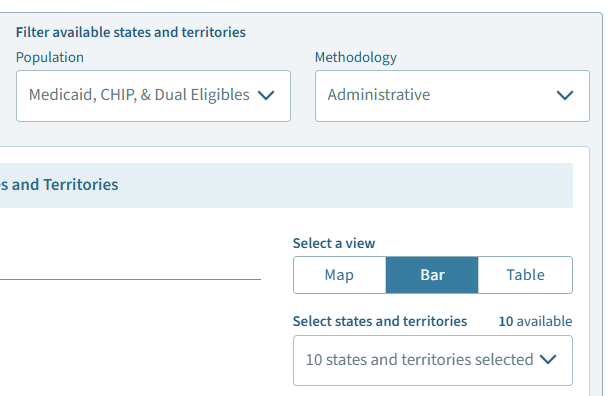 Filter available states and territories
Population
Methodology
Medicaid, CHIP, & Dual Eligibles
Administrative
s and Territories
Select a view
Map
Bar
Table
Select states and territories
10 available
10 states and territories selected